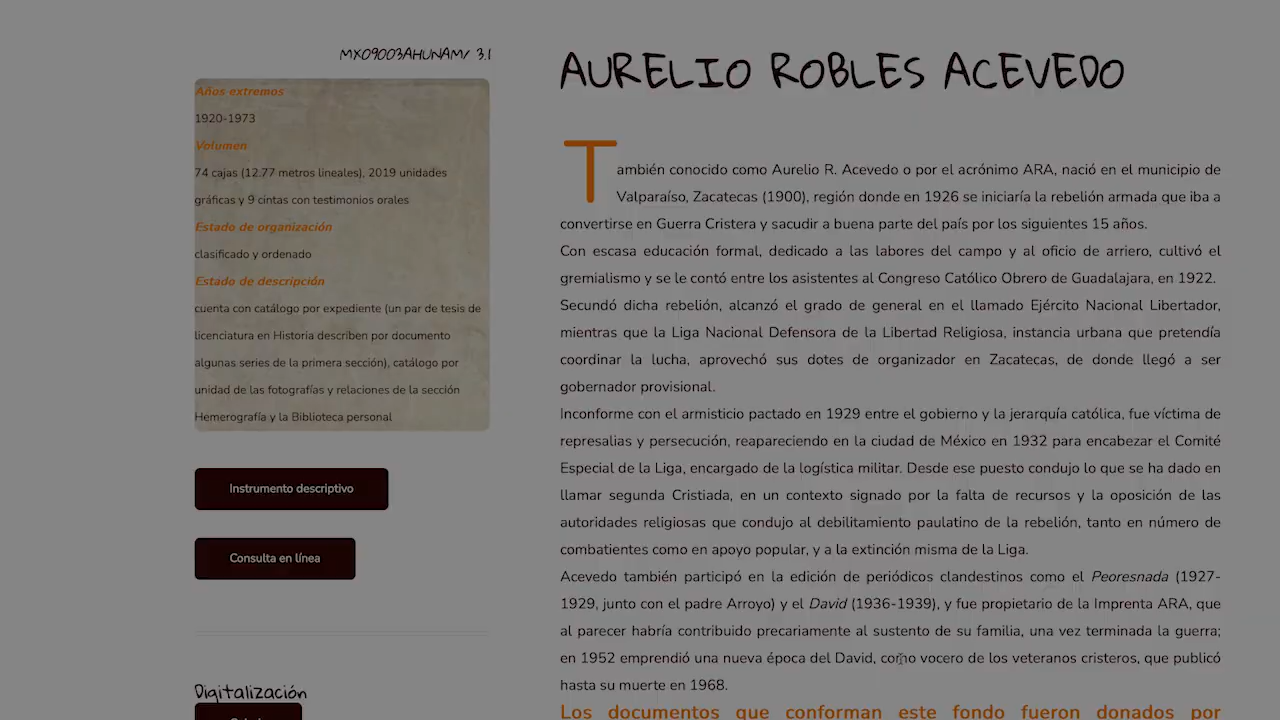 MX09003AHUNAM/ 3.1
Años extremos
1920-1973
Volumen
74 cajas (12.77 metros lineales), 2019 unidades
gráficas y 9 cintas con testimonios orales
Estado de organización
clasificado y ordenado
Estado de descripción
cuenta con catálogo por expediente (un par de tesis de
licenciatura en Historia describen por documento
algunas series de la primera sección), catálogo por
unidad de las fotografías y relaciones de la sección
Hemerografía y la Biblioteca personal
Instrumento descriptivo
Consulta en línea
Digitalización
AURELIO ROBLES ACEVEDO
También conocido como Aurelio R. Acevedo o por el acrónimo ARA, nació en el municipio de
Valparaíso, Zacatecas (1900), región donde en 1926 se iniciaría la rebelión armada que iba a
convertirse en Guerra Cristera y sacudir a buena parte del país por los siguientes 15 años.
Con escasa educación formal, dedicado a las labores del campo y al oficio de arriero, cultivó el
gremialismo y se le contó entre los asistentes al Congreso Católico Obrero de Guadalajara, en 1922.
Secundó dicha rebelión, alcanzó el grado de general en el llamado Ejército Nacional Libertador,
mientras que la Liga Nacional Defensora de la Libertad Religiosa, instancia urbana que pretendía
coordinar la lucha, aprovechó sus dotes de organizador en Zacatecas, de donde llegó a ser
gobernador provisional.
Inconforme con el armisticio pactado en 1929 entre el gobierno y la jerarquía católica, fue víctima de
represalias y persecución, reapareciendo en la ciudad de México en 1932 para encabezar el Comité
Especial de la Liga, encargado de la logística militar. Desde ese puesto condujo lo que se ha dado en
llamar segunda Cristiada, en un contexto signado por la falta de recursos y la oposición de las
autoridades religiosas que condujo al debilitamiento paulatino de la rebelión, tanto en número de
combatientes como en apoyo popular, y a la extinción misma de la Liga.
Acevedo también participó en la edición de periódicos clandestinos como el Peoresnada (1927-
1929, junto con el padre Arroyo) y el David (1936-1939), y fue propietario de la Imprenta ARA, que
al parecer habría contribuido precariamente al sustento de su familia, una vez terminada la guerra;
en 1952 emprendió una nueva época del David, como vocero de los veteranos cristeros, que publicó
hasta su muerte en 1968.
Los documentos que conforman este fondo fueron donados por